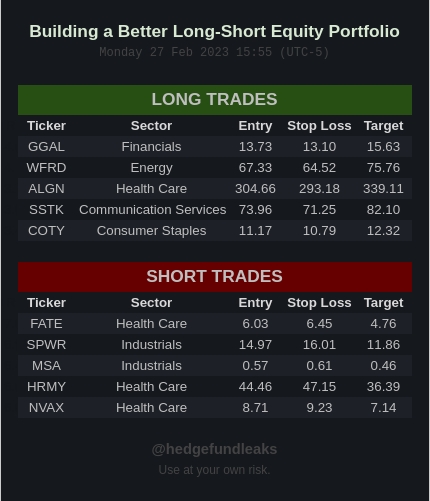 Building a Better Long-Short Equity Portfolio
Monday 27 Feb 2023 15:55 (UTC-5)
LONG TRADES
Ticker Sector Entry Stop Loss Target
GGAL Financials 13.73 13.10 15.63
WFRD Energy 67.33 64.52 75.76
ALGN Health Care 304.66 293.18 339.11
SSTK Communication Services 73.96 71.25 82.10
COTY Consumer Staples 11.17 10.79 12.32
SHORT TRADES
Ticker Sector Entry Stop Loss Target
FATE Health Care 6.03 6.45 4.76
SPWR Industrials 14.97 16.01 11.86
MSA Industrials 0.57 0.61 0.46
HRMY Health Care 44.46 47.15 36.39
NVAX Health Care 8.71 9.23 7.14
@hedgefundleaks
Use at your own risk.